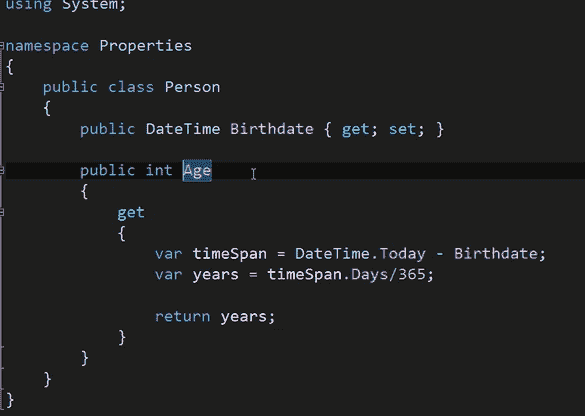 using System;
namespace Properties
{
public class Person
{
public DateTime Birthdate { get; set; }
public int Age
{
get
{
var timeSpan = DateTime.Today - Birthdate;
var years = timeSpan.Days/365;
return years;
}
}
}
}